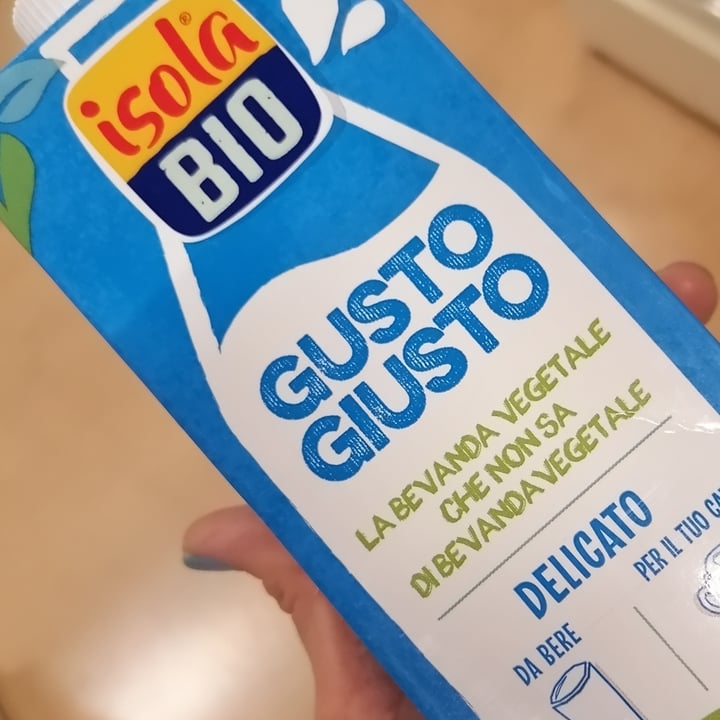 isola®
BIO
GUSTO
GIUSTO
LA BEVANDA VEGETALE
CHE NON SA
DI BEVANDA VEGETALE
DELICATO
DA BERE
PER IL TUO